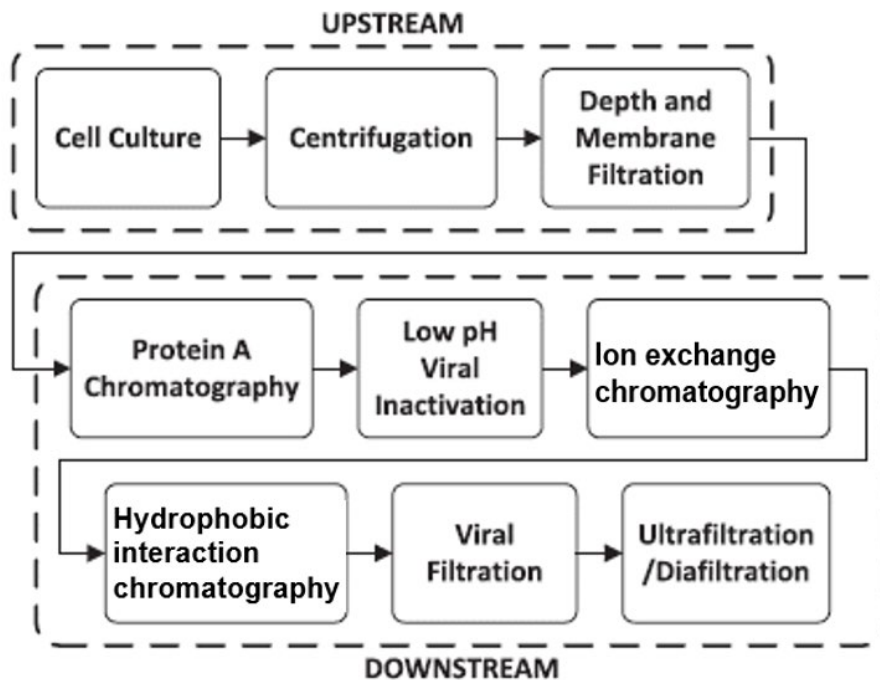 UPSTREAM
Cell Culture
Centrifugation
Depth and
Membrane
Filtration
Protein A
Chromatography
Low pH
Viral
Inactivation
Ion exchange
chromatography
Hydrophobic
interaction
chromatography
Viral
Filtration
Ultrafiltration
/Diafiltration
DOWNSTREAM